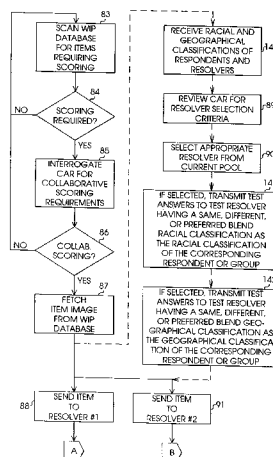 83
SCAN WIP
DATABASE
FOR ITEMS
REQUIRING
SCORING
84
SCORING
REQUIRED?
NO
YES
85
INTERROGATE
CAR FOR
COLLABORATIVE
SCORING
REQUIREMENTS
86
COLLAB.
SCORING?
NO
YES
87
FETCH
ITEM IMAGE
FROM WIP
DATABASE
88
SEND ITEM
TO
RESOLVER #1
A
RECEIVE RACIAL AND
GEOGRAPHICAL
CLASSIFICATIONS OF
RESPONDENTS AND
RESOLVERS
REVIEW CAR FOR
RESOLVER SELECTION
CRITERIA
89
SELECT APPROPRIATE
RESOLVER FROM
CURRENT POOL
90
IF SELECTED, TRANSMIT TEST
ANSWERS TO TEST RESOLVER
HAVING A SAME, DIFFERENT,
OR PREFERRED BLEND
RACIAL CLASSIFICATION AS
THE RACIAL CLASSIFICATION
OF THE CORRESPONDING
RESPONDENT OR GROUP
IF SELECTED, TRANSMIT TEST
ANSWERS TO TEST RESOLVER
HAVING A SAME, DIFFERENT,
OR PREFERRED BLEND GEO-
GRAPHICAL CLASSIFICATION AS
THE GEOGRAPHICAL CLASSIFICA-
TION OF THE CORRESPONDING
RESPONDENT OR GROUP
91
SEND ITEM
TO
RESOLVER #2
B